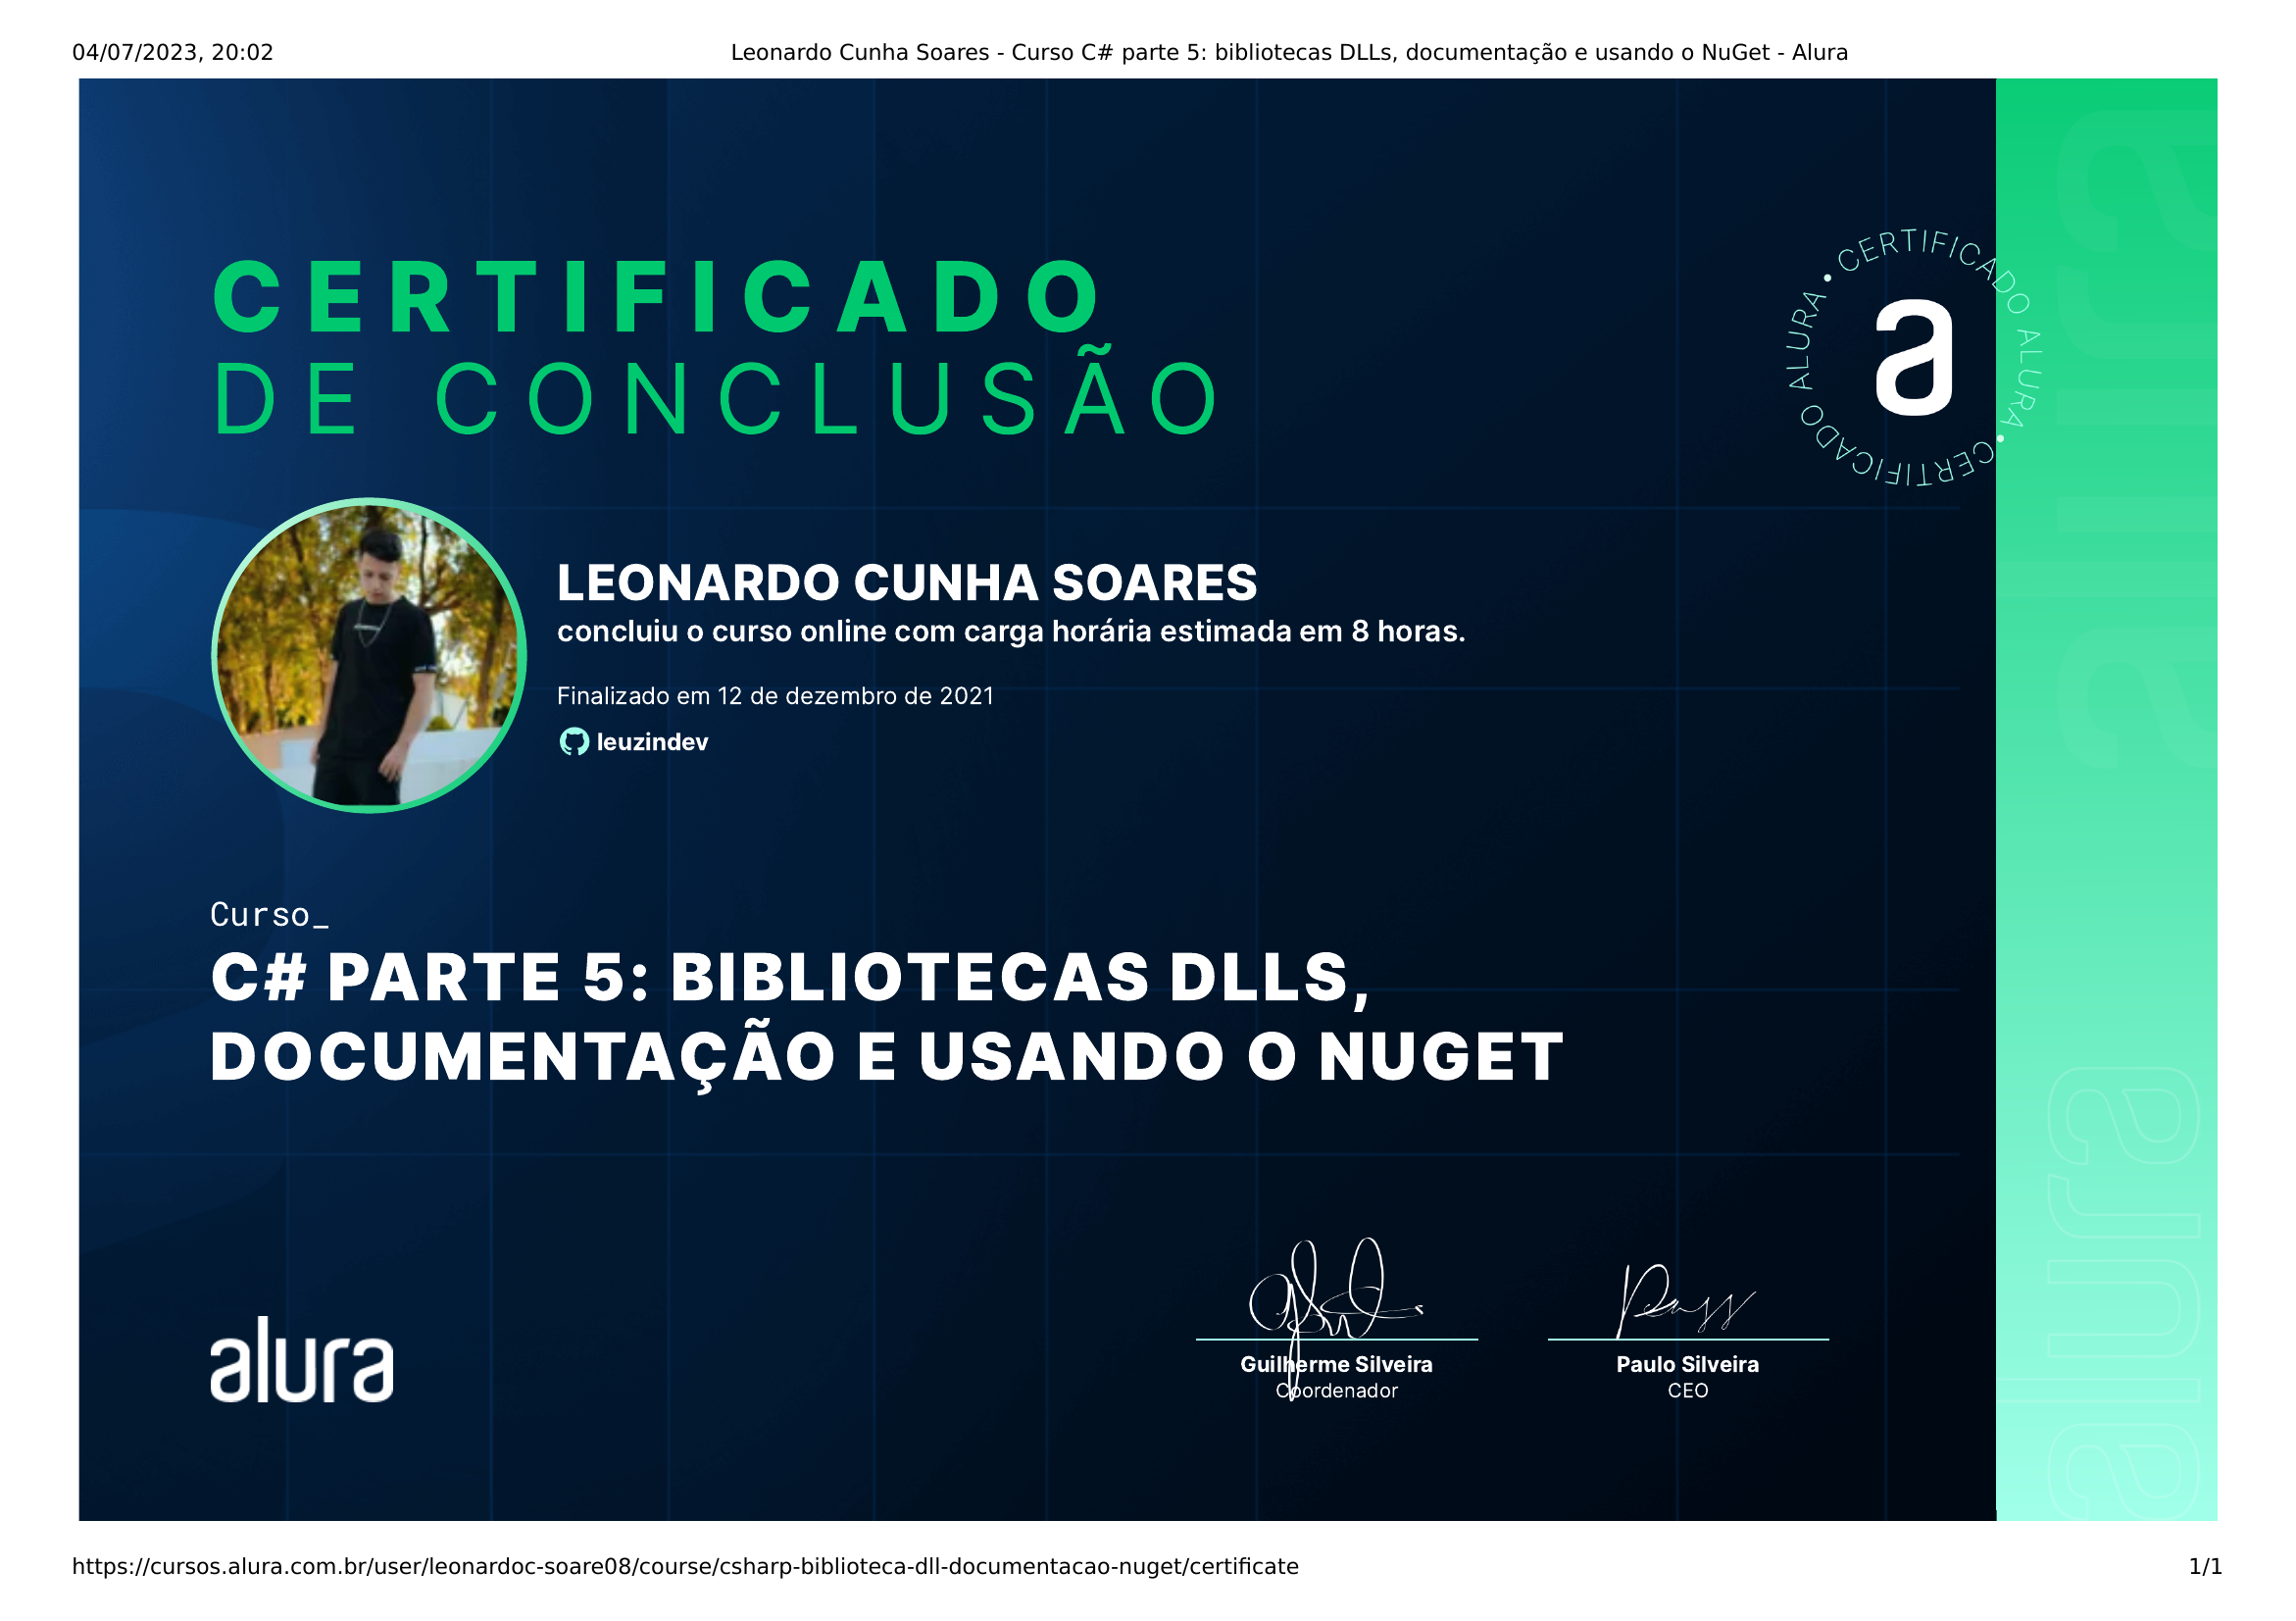 04/07/2023, 20:02
Leonardo Cunha Soares - Curso C# parte 5: bibliotecas DLLs, documentação e usando o NuGet - Alura
CERTIFICADO
DE CONCLUSÃO
CERTIFICADO ALURA • CERTIFICADO ALURA •
a
LEONARDO CUNHA SOARES
concluiu o curso online com carga horária estimada em 8 horas.
Finalizado em 12 de dezembro de 2021
leuzindev
Curso_
C# PARTE 5: BIBLIOTECAS DLLS,
DOCUMENTAÇÃO E USANDO O NUGET
alura
Guilherme Silveira
Coordenador
Paulo Silveira
CEO
alura
alura
https://cursos.alura.com.br/user/leonardoc-soare08/course/csharp-biblioteca-dll-documentacao-nuget/certificate
1/1